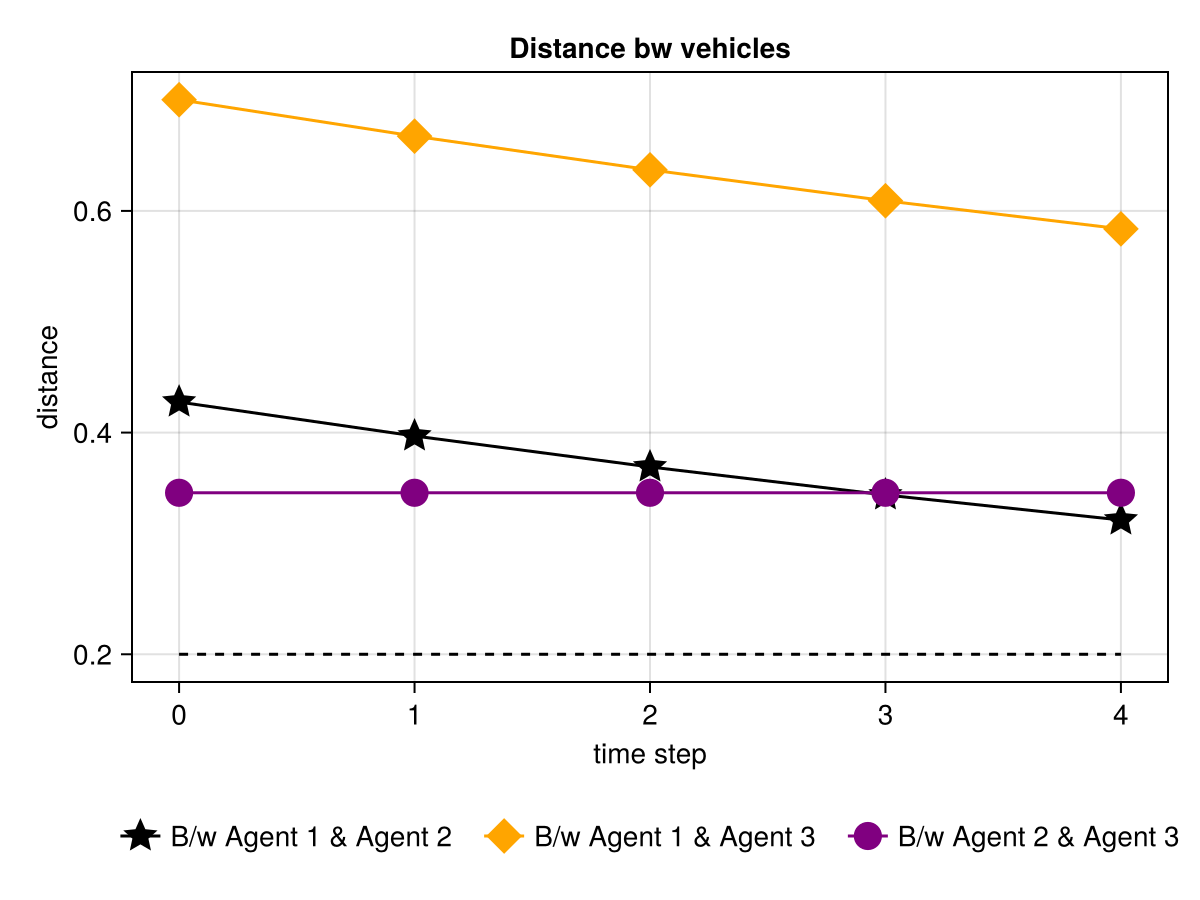 Distance bw vehicles
distance
0.6
0.4
0.2
0 1 2 3 4
time step
B/w Agent 1 & Agent 2 B/w Agent 1 & Agent 3 B/w Agent 2 & Agent 3